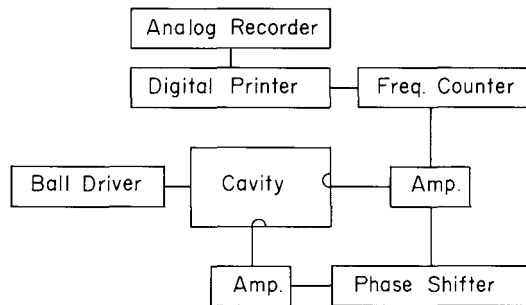 Analog Recorder
Digital Printer
Freq. Counter
Ball Driver
Cavity
Amp.
Amp.
Phase Shifter